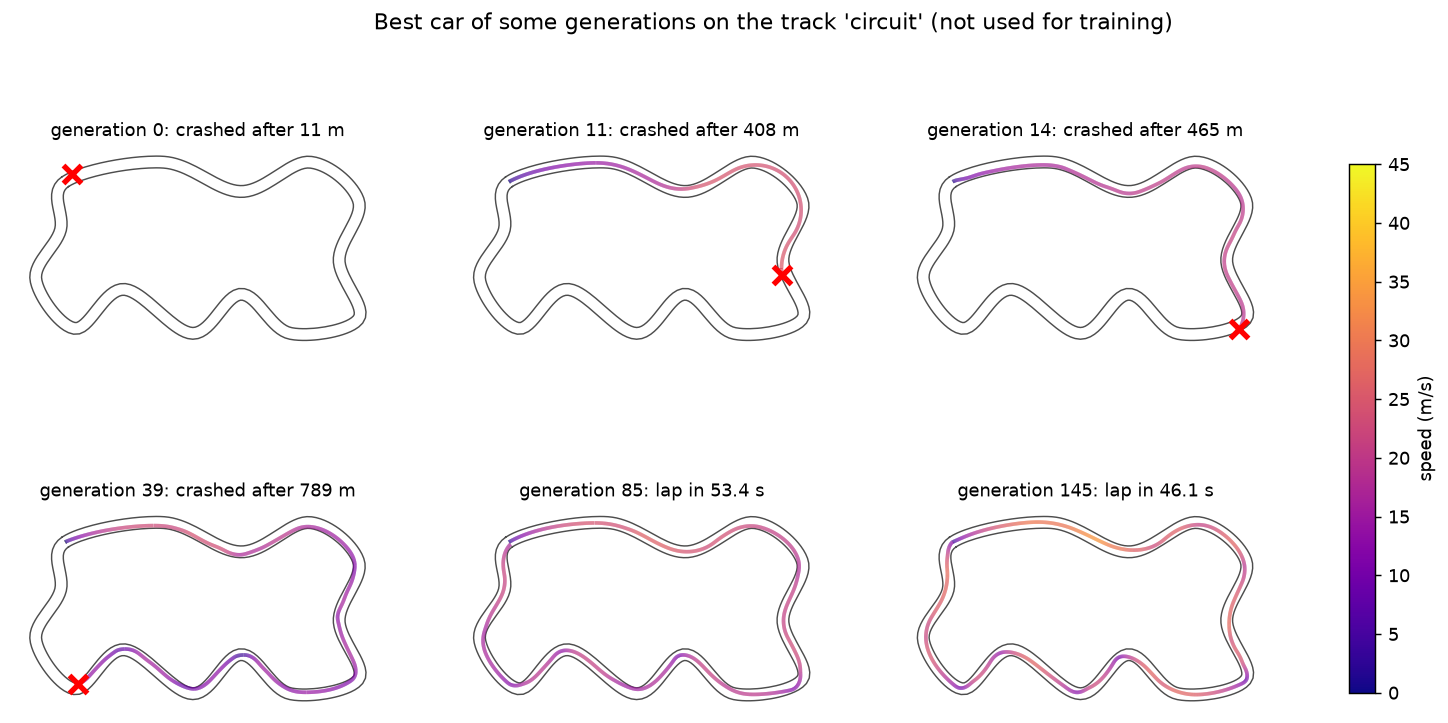 Best car of some generations on the track 'circuit' (not used for training)
generation 0: crashed after 11 m
generation 11: crashed after 408 m
generation 14: crashed after 465 m
generation 39: crashed after 789 m
generation 85: lap in 53.4 s
generation 145: lap in 46.1 s
45
40
35
30
25
20
15
10
5
0
speed (m/s)